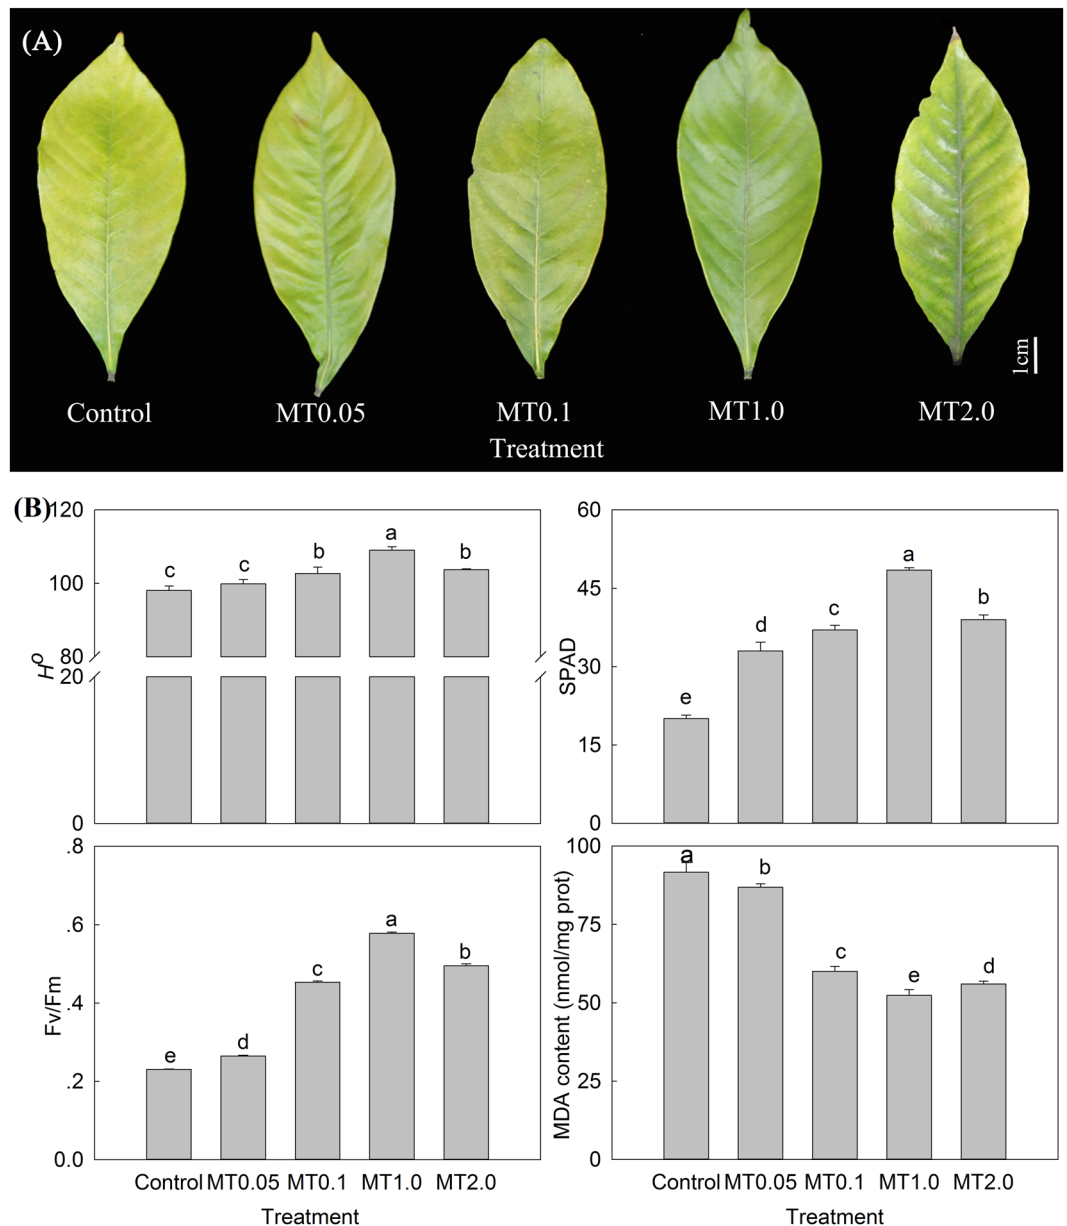 (A)
1cm
Control MT0.05 MT0.1 MT1.0 MT2.0
Treatment
(B)
120
100
80
20
0
H°
c c b a b
60
45
30
15
0
SPAD
e d c a b
.8
.6
.4
.2
0.0
Fv/Fm
e d c a b
Control MT0.05 MT0.1 MT1.0 MT2.0
Treatment
100
75
50
25
0
MDA content (nmol/mg prot)
a b c e d
Control MT0.05 MT0.1 MT1.0 MT2.0
Treatment